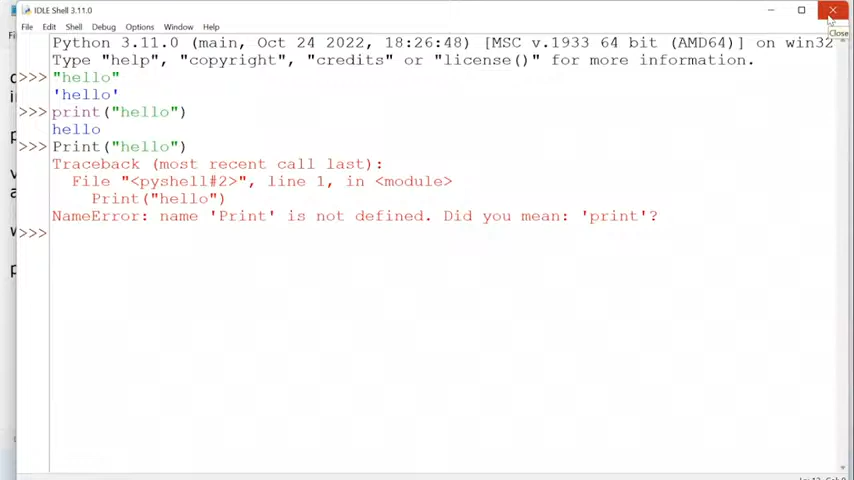 IDLE Shell 3.11.0
File Edit Shell Debug Options Window Help
Python 3.11.0 (main, Oct 24 2022, 18:26:48) [MSC v.1933 64 bit (AMD64)] on win32
Close
Type "help", "copyright", "credits" or "license()" for more information.
>>> "hello"
'hello'
>>> print("hello")
hello
>>> Print("hello")
Traceback (most recent call last):
File "<pyshell#2>", line 1, in <module>
Print("hello")
NameError: name 'Print' is not defined. Did you mean: 'print'?
>>>